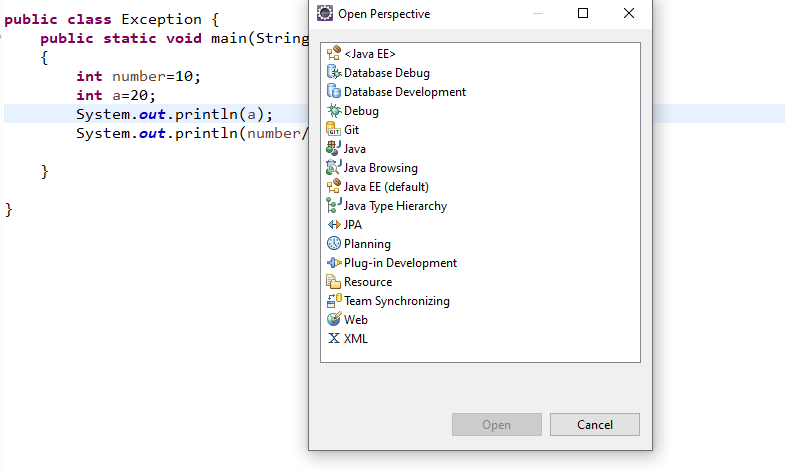 public class Exception {
public static void main(String
{
int number=10;
int a=20;
System.out.println(a);
System.out.println(number/
}
}
Open Perspective
<Java EE>
Database Debug
Database Development
Debug
Git
Java
Java Browsing
Java EE (default)
Java Type Hierarchy
JPA
Planning
Plug-in Development
Resource
Team Synchronizing
Web
XML
Open
Cancel